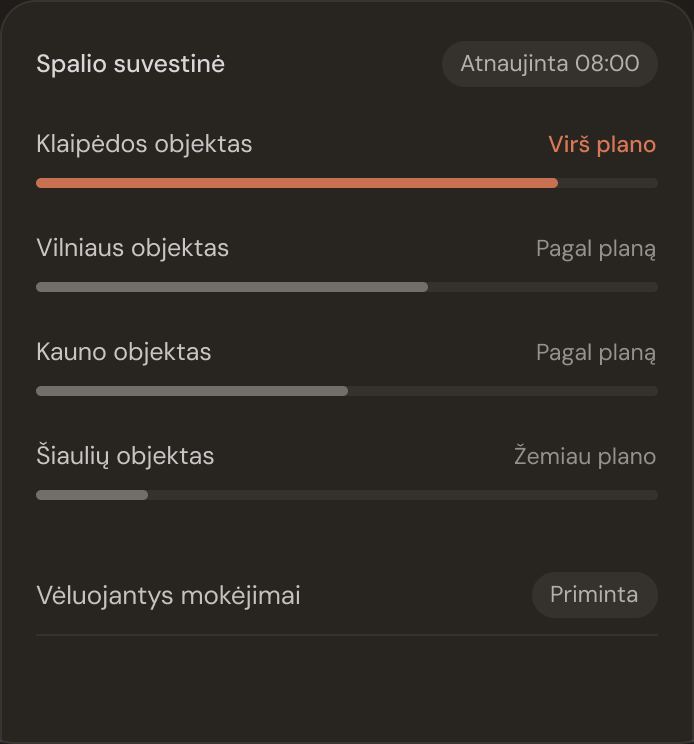 Spalio suvestinė
Atnaujinta 08:00
Klaipėdos objektas
Virš plano
Vilniaus objektas
Pagal planą
Kauno objektas
Pagal planą
Šiaulių objektas
Žemiau plano
Vėluojantys mokėjimai
Priminta